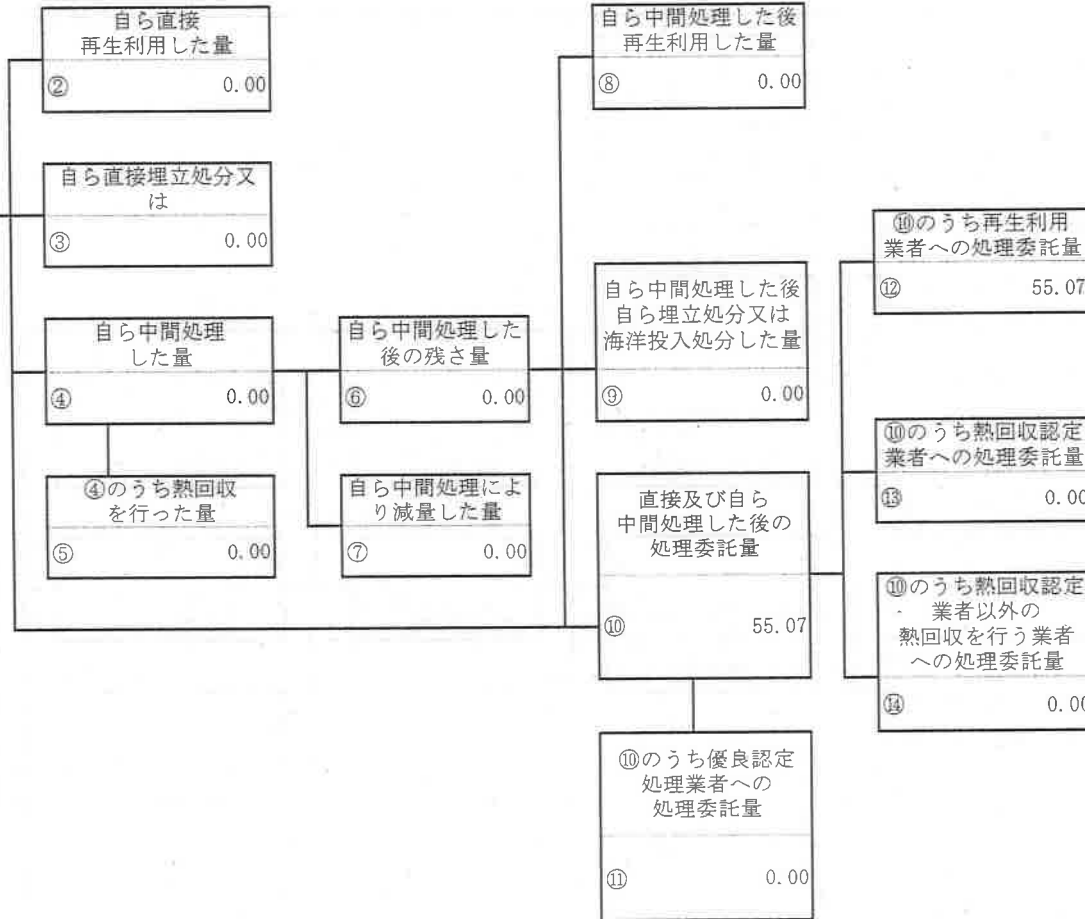 自ら直接
再生利用した量
② 0.00
自ら直接埋立処分又
は
③ 0.00
自ら中間処理
した量
④ 0.00
④のうち熱回収
を行った量
⑤ 0.00
自ら中間処理した
後の残さ量
⑥ 0.00
自ら中間処理によ
り減量した量
⑦ 0.00
自ら中間処理した後
再生利用した量
⑧ 0.00
自ら中間処理した後
自ら埋立処分又は
海洋投入処分した量
⑨ 0.00
直接及び自ら
中間処理した後の
処理委託量
⑩ 55.07
⑩のうち優良認定
処理業者への
処理委託量
⑪ 0.00
⑩のうち再生利用
業者への処理委託量
⑫ 55.07
⑩のうち熱回収認定
業者への処理委託量
⑬ 0.00
⑩のうち熱回収認定
業者以外の
熱回収を行う業者
への処理委託量
⑭ 0.00